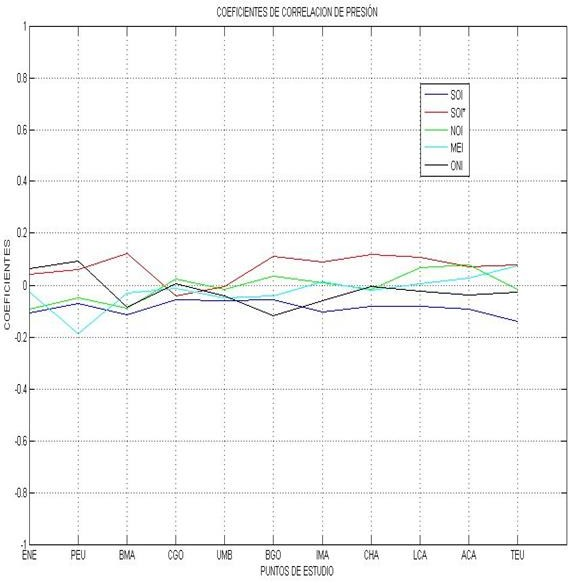 COEFICIENTES DE CORRELACION DE PRESIÓN
1
0.8
0.6
0.4
0.2
0
-0.2
-0.4
-0.6
-0.8
-1
COEFICIENTES
SOI
SOI*
NOI
MEI
ONI
ENE PEU BMA CGO UMB BGO IMA CHA LCA ACA TEU
PUNTOS DE ESTUDIO